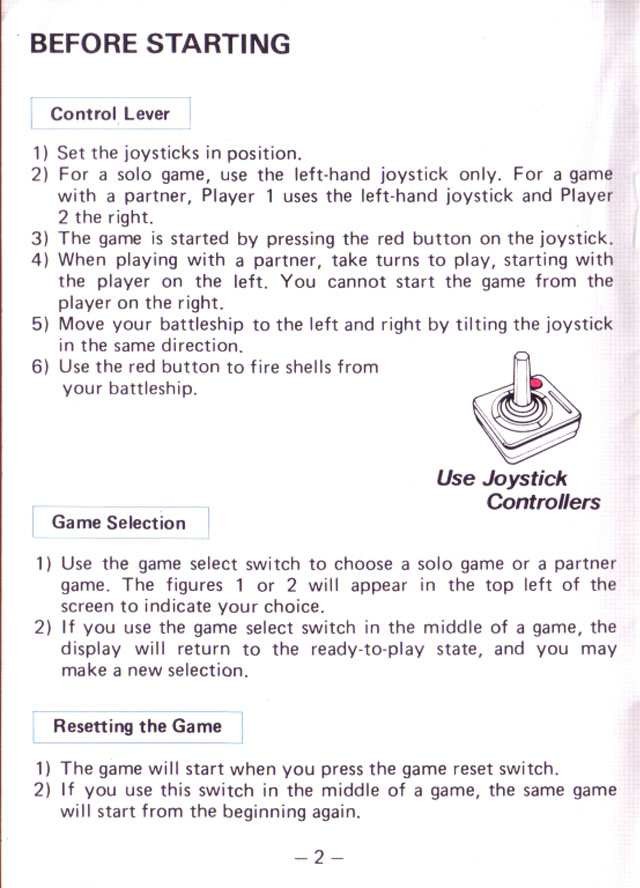 BEFORE STARTING
Control Lever
1) Set the joysticks in position.
2) For a solo game, use the left-hand joystick only. For a game
with a partner, Player 1 uses the left-hand joystick and Player
2 the right.
3) The game is started by pressing the red button on the joystick.
4) When playing with a partner, take turns to play, starting with
the player on the left. You cannot start the game from the
player on the right.
5) Move your battleship to the left and right by tilting the joystick
in the same direction.
6) Use the red button to fire shells from
your battleship.
Use Joystick
Controllers
Game Selection
1) Use the game select switch to choose a solo game or a partner
game. The figures 1 or 2 will appear in the top left of the
screen to indicate your choice.
2) If you use the game select switch in the middle of a game, the
display will return to the ready-to-play state, and you may
make a new selection.
Resetting the Game
1) The game will start when you press the game reset switch.
2) If you use this switch in the middle of a game, the same game
will start from the beginning again.
– 2 –